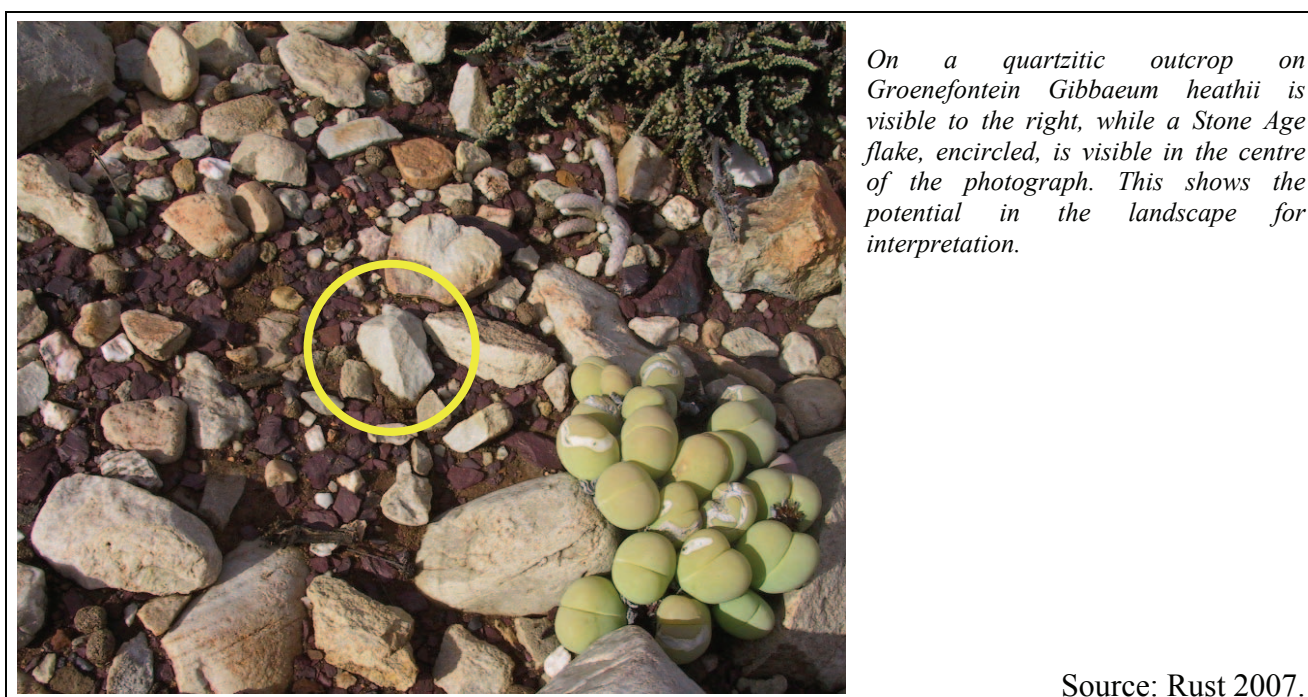 On a quartzitic outcrop on
Groenefontein Gibbaeum heathii is
visible to the right, while a Stone Age
flake, encircled, is visible in the centre
of the photograph. This shows the
potential in the landscape for
interpretation.
Source: Rust 2007.